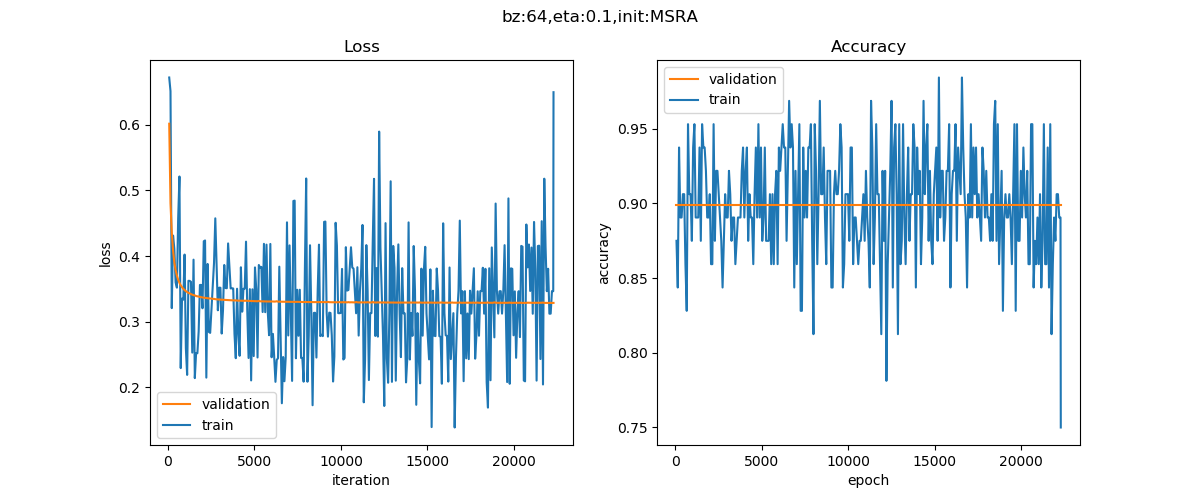 bz:64,eta:0.1,init:MSRA
Loss
loss
0.6
0.5
0.4
0.3
0.2
validation
train
0
5000
10000
15000
20000
iteration
Accuracy
accuracy
validation
train
0.95
0.90
0.85
0.80
0.75
0
5000
10000
15000
20000
epoch